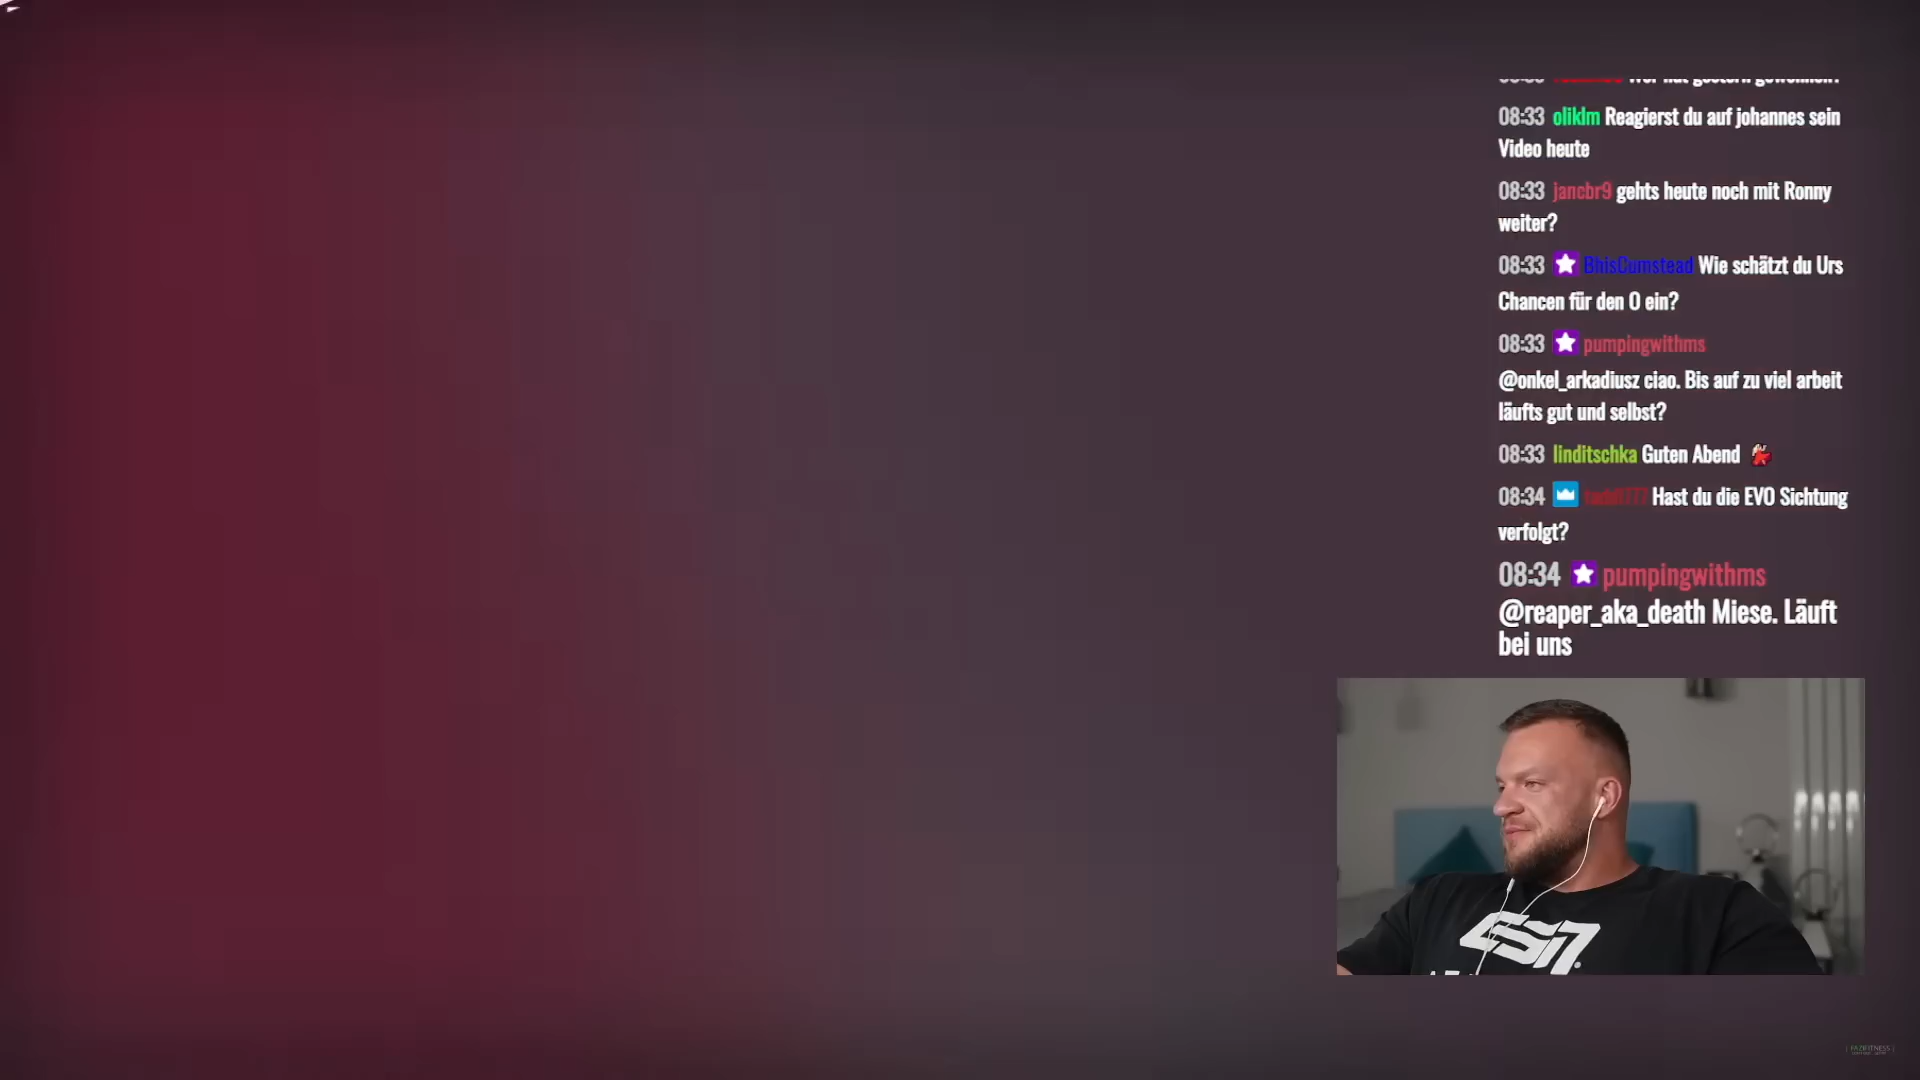 08:33 oliklm Reagierst du auf johannes sein
Video heute
08:33 jancbr9 gehts heute noch mit Ronny
weiter?
08:33 BhisCumstead Wie schätzt du Urs
Chancen für den O ein?
08:33 pumpingwithms
@onkel_arkadiusz ciao. Bis auf zu viel arbeit
läufts gut und selbst?
08:33 linditschka Guten Abend
08:34 Hast du die EVO Sichtung
verfolgt?
08:34 pumpingwithms
@reaper_aka_death Miese. Läuft
bei uns
ESN